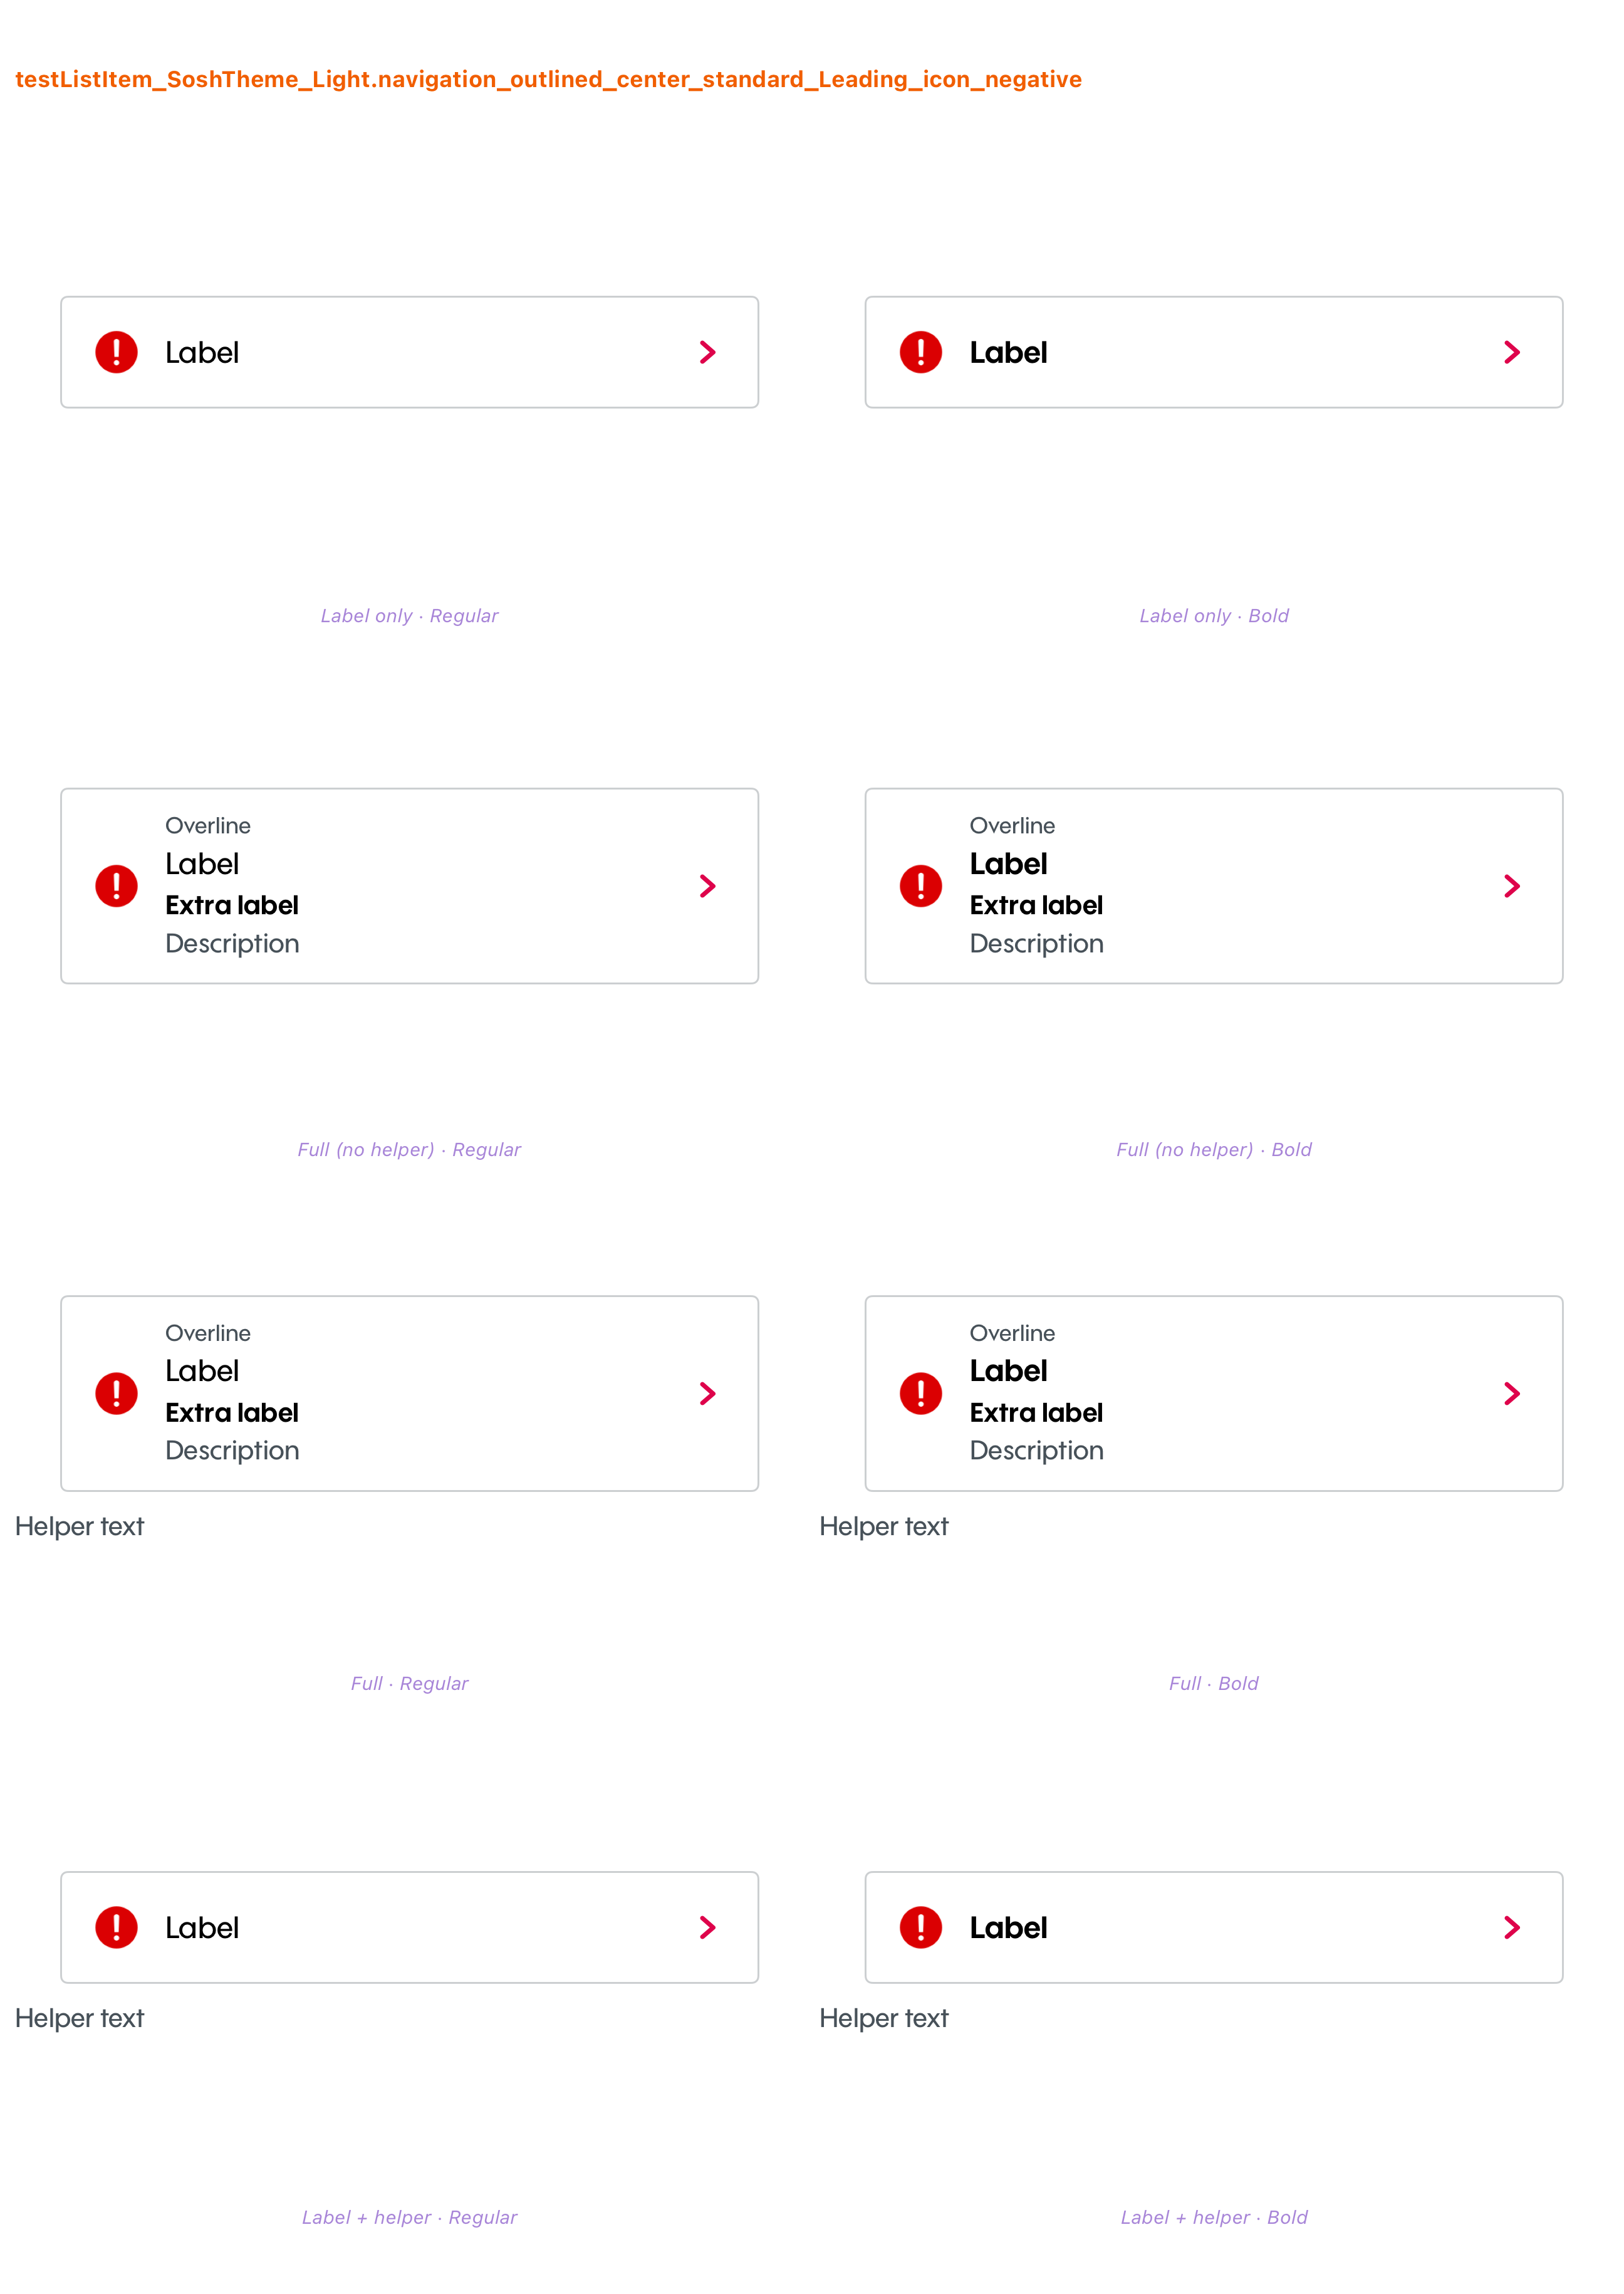 testListItem_SoshTheme_Light.navigation_outlined_center_standard_Leading_icon_negative
Label
Label
Label only · Regular
Label only · Bold
Overline
Label
Extra label
Description
Overline
Label
Extra label
Description
Full (no helper) · Regular
Full (no helper) · Bold
Overline
Label
Extra label
Description
Helper text
Overline
Label
Extra label
Description
Helper text
Full · Regular
Full · Bold
Label
Helper text
Label
Helper text
Label + helper · Regular
Label + helper · Bold